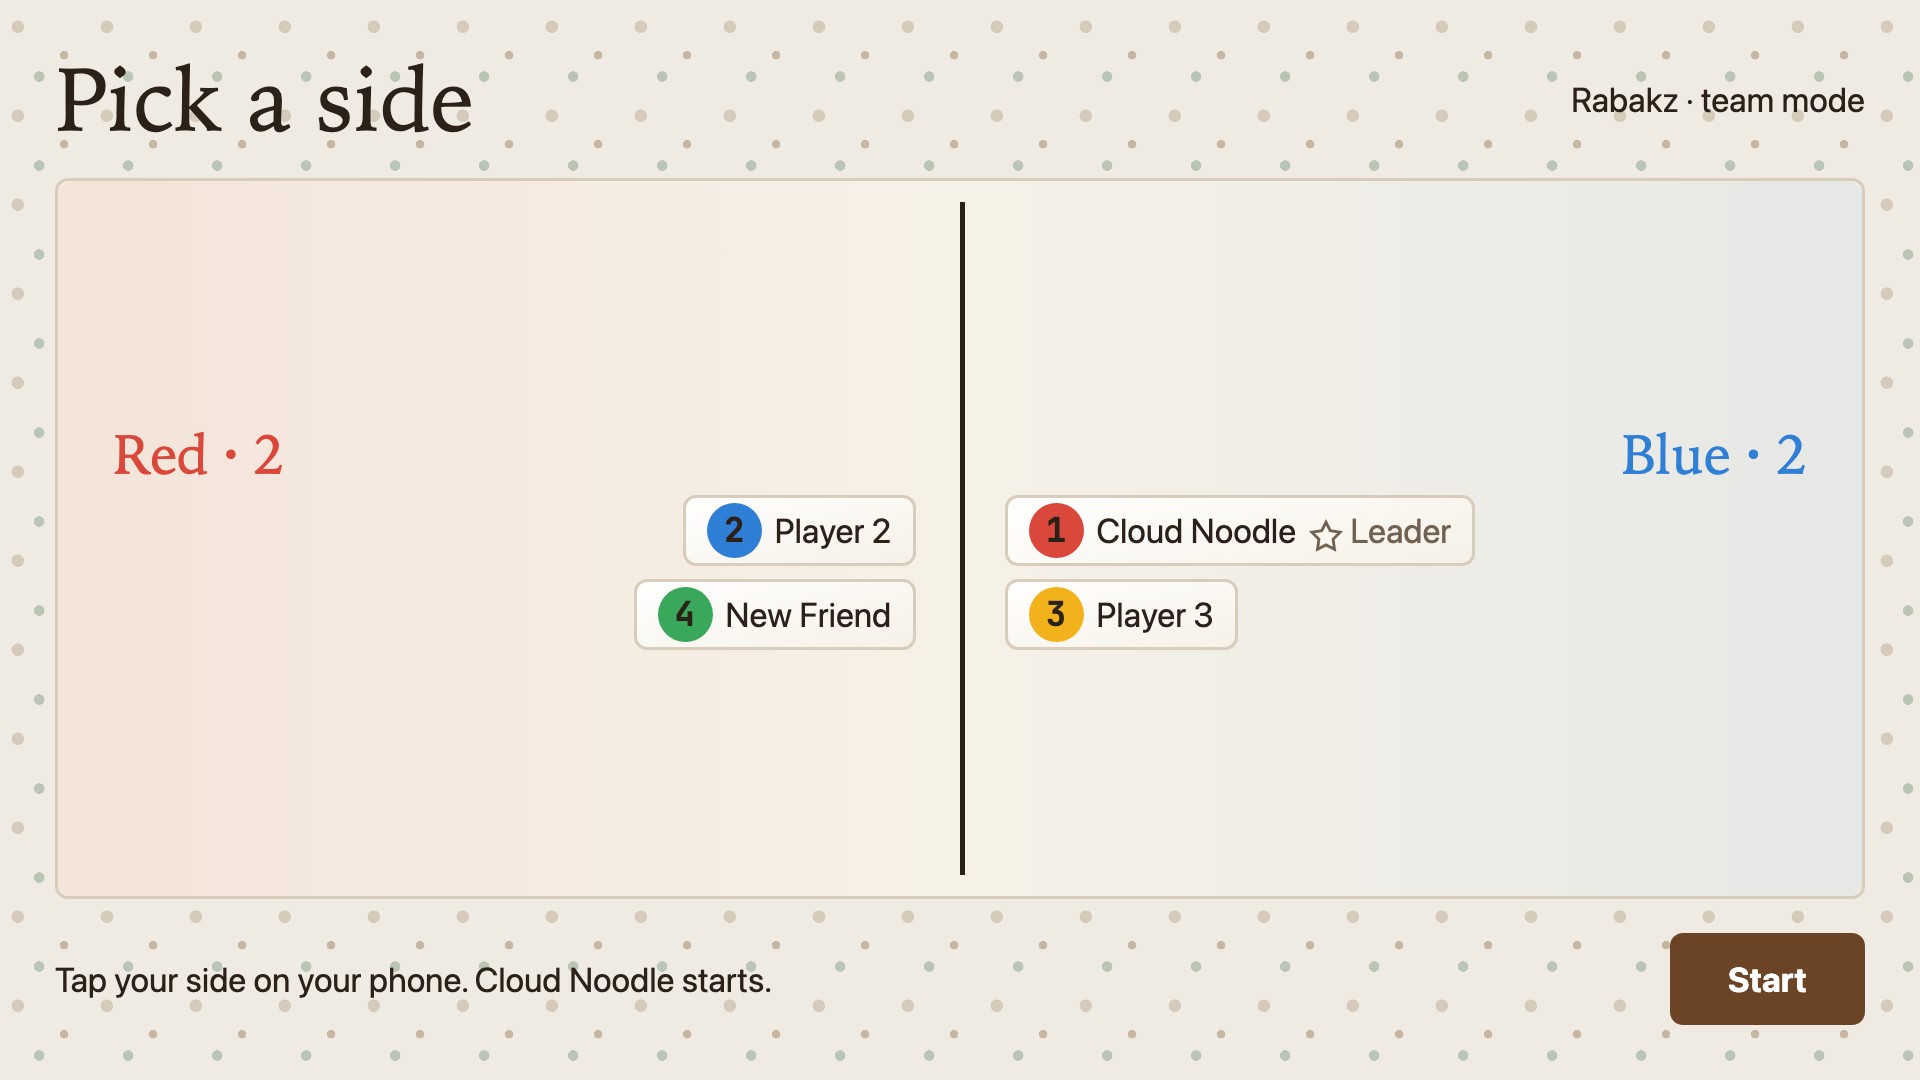 Pick a side
Rabakz · team mode
Red · 2
Blue · 2
2 Player 2
4 New Friend
1 Cloud Noodle ☆ Leader
3 Player 3
Tap your side on your phone. Cloud Noodle starts.
Start